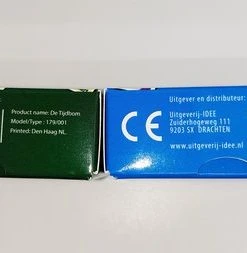 Product name: De Tijdbom
Model/Type : 179/001
Printed: Den Haag NL.
CE
Uitgever en distributeur:
Uitgeverij-IDEE
Zuiderhogeweg 111
9203 SX DRACHTEN
www.uitgeverij-idee.nl